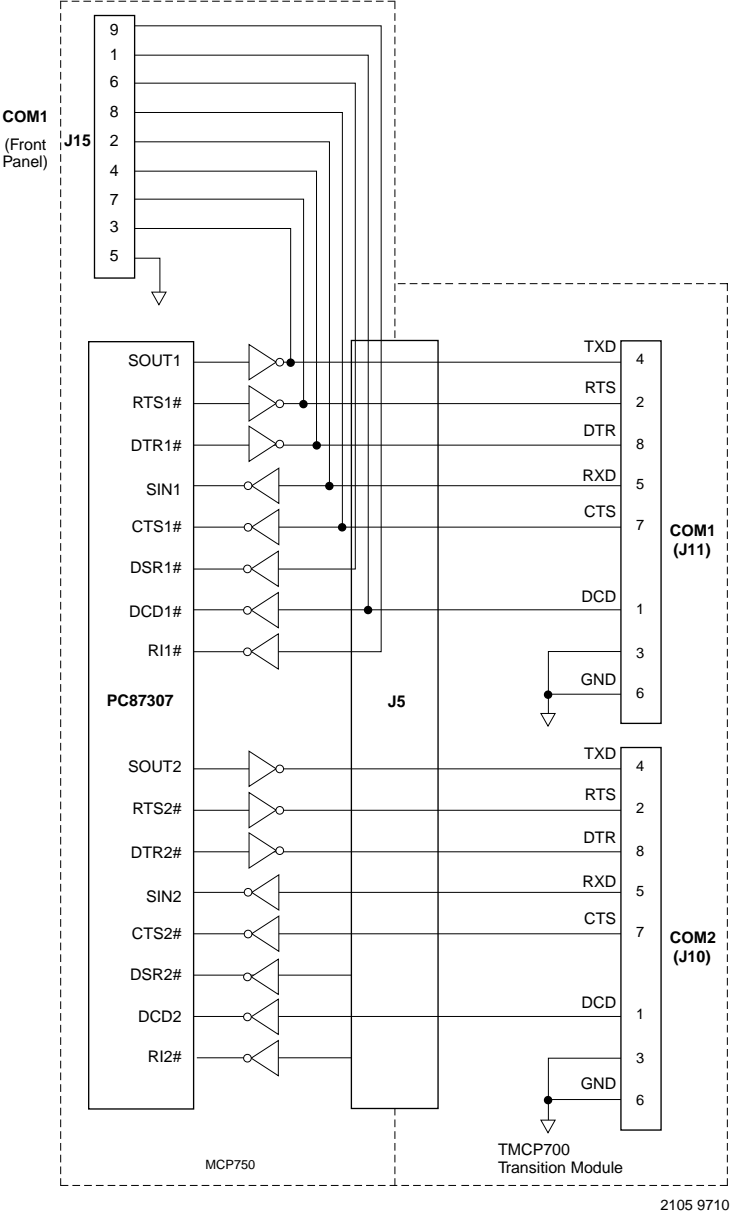 9
1
6
8
2
4
7
3
5
COM1
(Front
Panel)
J15
SOUT1
RTS1#
DTR1#
SIN1
CTS1#
DSR1#
DCD1#
RI1#
PC87307
SOUT2
RTS2#
DTR2#
SIN2
CTS2#
DSR2#
DCD2
RI2#
J5
TXD
4
RTS
2
DTR
8
RXD
5
CTS
7
DCD
1
3
GND
6
COM1
(J11)
TXD
4
RTS
2
DTR
8
RXD
5
CTS
7
DCD
1
3
GND
6
COM2
(J10)
MCP750
TMCP700
Transition Module
2105 9710